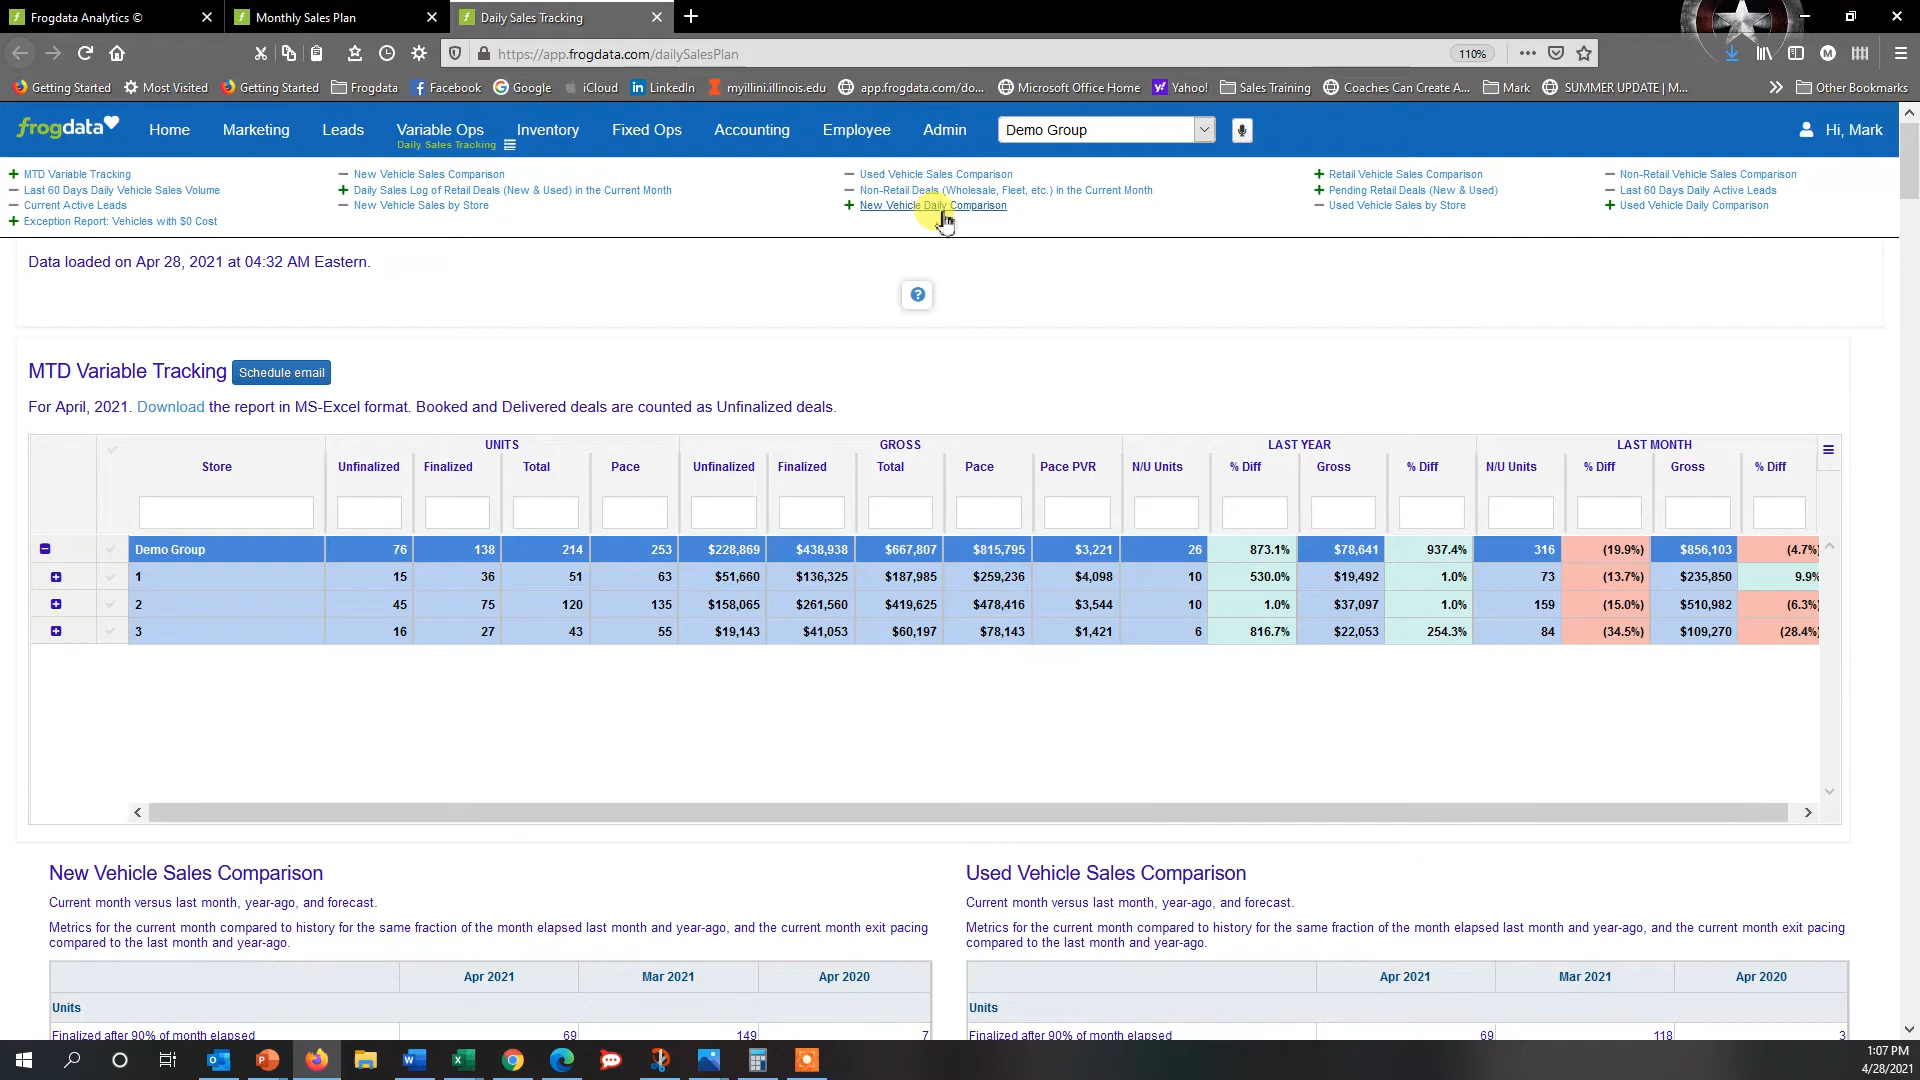 Frogdata Analytics ©
Monthly Sales Plan
Daily Sales Tracking
https://app.frogdata.com/dailySalesPlan
110%
Getting Started Most Visited Getting Started Frogdata Facebook Google iCloud LinkedIn myillini.illinois.edu app.frogdata.com/do... Microsoft Office Home Yahoo! Sales Training Coaches Can Create A... Mark SUMMER UPDATE | M... Other Bookmarks
frogdata Home Marketing Leads Variable Ops Inventory Fixed Ops Accounting Employee Admin Demo Group Hi, Mark
Daily Sales Tracking
MTD Variable Tracking New Vehicle Sales Comparison Used Vehicle Sales Comparison Retail Vehicle Sales Comparison Non-Retail Vehicle Sales Comparison
Last 60 Days Daily Vehicle Sales Volume Daily Sales Log of Retail Deals (New & Used) in the Current Month Non-Retail Deals (Wholesale, Fleet, etc.) in the Current Month Pending Retail Deals (New & Used) Last 60 Days Daily Active Leads
Current Active Leads New Vehicle Sales by Store New Vehicle Daily Comparison Used Vehicle Sales by Store Used Vehicle Daily Comparison
Exception Report: Vehicles with $0 Cost
Data loaded on Apr 28, 2021 at 04:32 AM Eastern.
?
MTD Variable Tracking Schedule email
For April, 2021. Download the report in MS-Excel format. Booked and Delivered deals are counted as Unfinalized deals.
UNITS GROSS LAST YEAR LAST MONTH
Store Unfinalized Finalized Total Pace Unfinalized Finalized Total Pace Pace PVR N/U Units % Diff Gross % Diff N/U Units % Diff Gross % Diff
Demo Group 76 138 214 253 $228,869 $438,938 $667,807 $815,795 $3,221 26 873.1% $78,641 937.4% 316 (19.9%) $856,103 (4.7%)
1 15 36 51 63 $51,660 $136,325 $187,985 $259,236 $4,098 10 530.0% $19,492 1.0% 73 (13.7%) $235,850 9.9%
2 45 75 120 135 $158,065 $261,560 $419,625 $478,416 $3,544 10 1.0% $37,097 1.0% 159 (15.0%) $510,982 (6.3%)
3 16 27 43 55 $19,143 $41,053 $60,197 $78,143 $1,421 6 816.7% $22,053 254.3% 84 (34.5%) $109,270 (28.4%)
New Vehicle Sales Comparison
Current month versus last month, year-ago, and forecast.
Metrics for the current month compared to history for the same fraction of the month elapsed last month and year-ago, and the current month exit pacing
compared to the last month and year-ago.
Apr 2021 Mar 2021 Apr 2020
Units
Finalized after 90% of month elapsed 69 149 7
Used Vehicle Sales Comparison
Current month versus last month, year-ago, and forecast.
Metrics for the current month compared to history for the same fraction of the month elapsed last month and year-ago, and the current month exit pacing
compared to the last month and year-ago.
Apr 2021 Mar 2021 Apr 2020
Units
Finalized after 90% of month elapsed 69 118 3
1:07 PM
4/28/2021